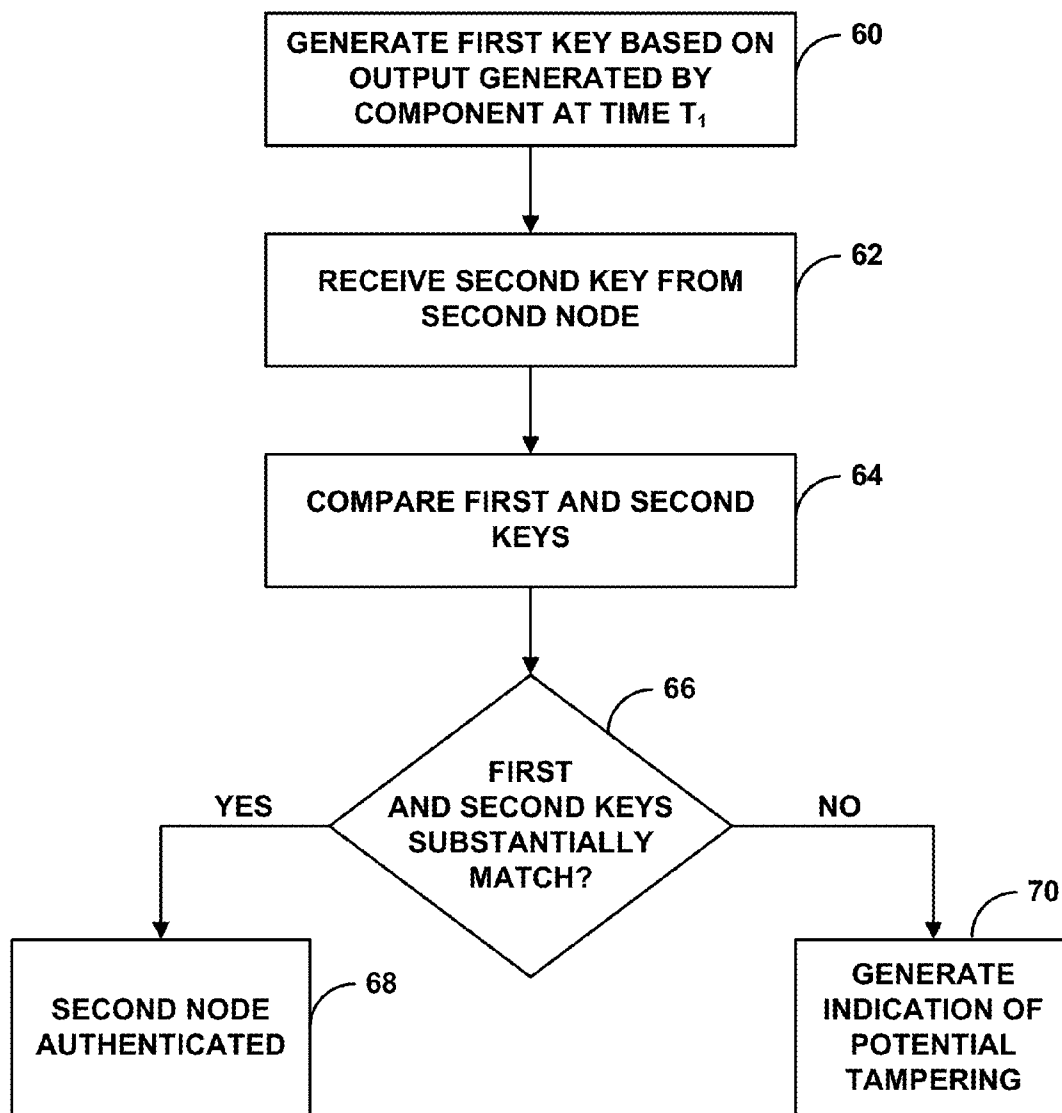 GENERATE FIRST KEY BASED ON
OUTPUT GENERATED BY
COMPONENT AT TIME T₁
60
RECEIVE SECOND KEY FROM
SECOND NODE
62
COMPARE FIRST AND SECOND
KEYS
64
66
FIRST
AND SECOND KEYS
SUBSTANTIALLY
MATCH?
YES
NO
SECOND NODE
AUTHENTICATED
68
70
GENERATE
INDICATION OF
POTENTIAL
TAMPERING